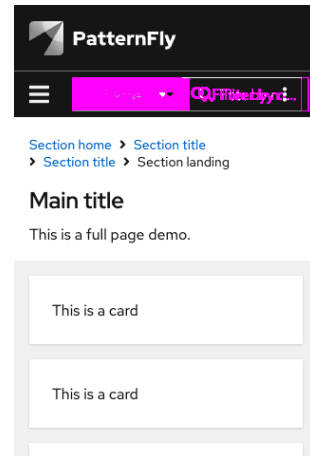 PatternFly
Section home > Section title
> Section title > Section landing
Main title
This is a full page demo.
This is a card
This is a card